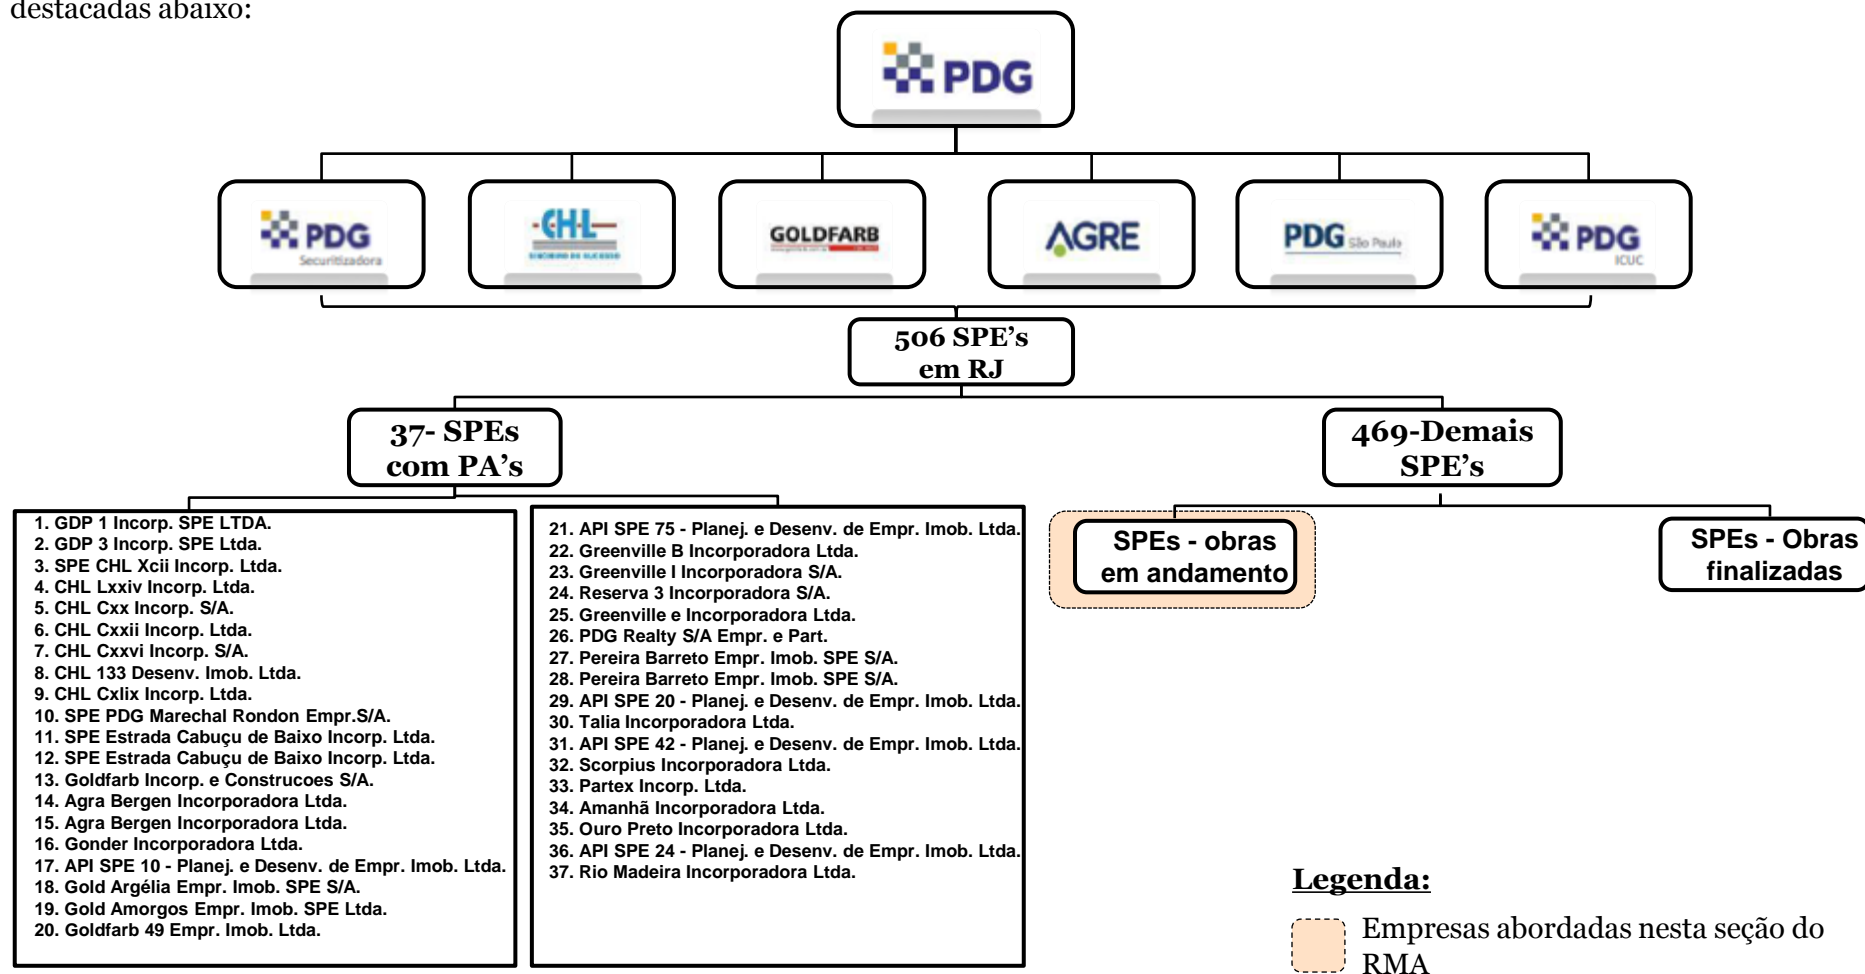 destacadas abaixo:
PDG
PDG
Securitizadora
CHL
SINÔNIMO DE SUCESSO
GOLDFARB
AGRE
PDG São Paulo
PDG
ICUC
506 SPE’s
em RJ
37- SPEs
com PA’s
469-Demais
SPE’s
1. GDP 1 Incorp. SPE LTDA.
2. GDP 3 Incorp. SPE Ltda.
3. SPE CHL Xcii Incorp. Ltda.
4. CHL Lxxiv Incorp. Ltda.
5. CHL Cxx Incorp. S/A.
6. CHL Cxxii Incorp. Ltda.
7. CHL Cxxvi Incorp. S/A.
8. CHL 133 Desenv. Imob. Ltda.
9. CHL Cxlix Incorp. Ltda.
10. SPE PDG Marechal Rondon Empr.S/A.
11. SPE Estrada Cabuçu de Baixo Incorp. Ltda.
12. SPE Estrada Cabuçu de Baixo Incorp. Ltda.
13. Goldfarb Incorp. e Construcoes S/A.
14. Agra Bergen Incorporadora Ltda.
15. Agra Bergen Incorporadora Ltda.
16. Gonder Incorporadora Ltda.
17. API SPE 10 - Planej. e Desenv. de Empr. Imob. Ltda.
18. Gold Argélia Empr. Imob. SPE S/A.
19. Gold Amorgos Empr. Imob. SPE Ltda.
20. Goldfarb 49 Empr. Imob. Ltda.
21. API SPE 75 - Planej. e Desenv. de Empr. Imob. Ltda.
22. Greenville B Incorporadora Ltda.
23. Greenville I Incorporadora S/A.
24. Reserva 3 Incorporadora S/A.
25. Greenville e Incorporadora Ltda.
26. PDG Realty S/A Empr. e Part.
27. Pereira Barreto Empr. Imob. SPE S/A.
28. Pereira Barreto Empr. Imob. SPE S/A.
29. API SPE 20 - Planej. e Desenv. de Empr. Imob. Ltda.
30. Talia Incorporadora Ltda.
31. API SPE 42 - Planej. e Desenv. de Empr. Imob. Ltda.
32. Scorpius Incorporadora Ltda.
33. Partex Incorp. Ltda.
34. Amanhã Incorporadora Ltda.
35. Ouro Preto Incorporadora Ltda.
36. API SPE 24 - Planej. e Desenv. de Empr. Imob. Ltda.
37. Rio Madeira Incorporadora Ltda.
SPEs - obras
em andamento
SPEs - Obras
finalizadas
Legenda:
Empresas abordadas nesta seção do
RMA